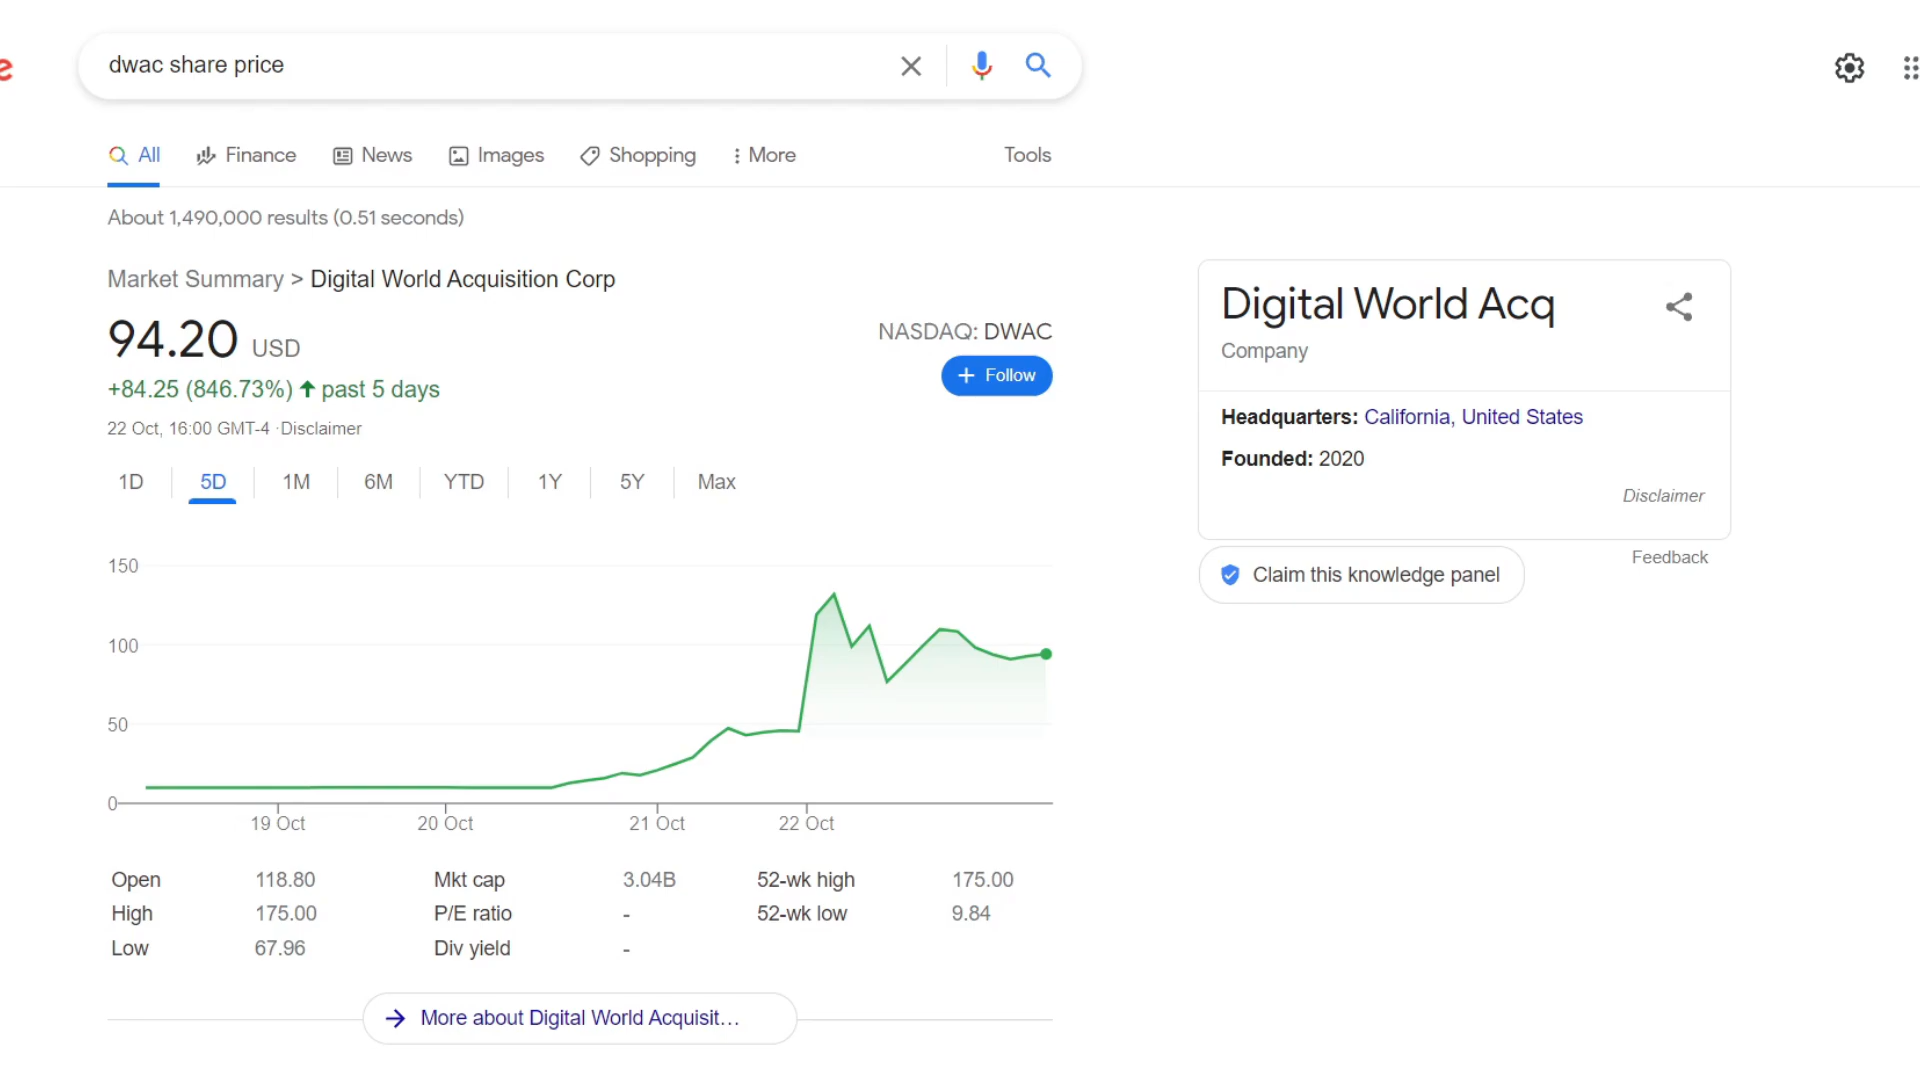 e
dwac share price
All Finance News Images Shopping More Tools
About 1,490,000 results (0.51 seconds)
Market Summary > Digital World Acquisition Corp
94.20 USD
+84.25 (846.73%) past 5 days
22 Oct, 16:00 GMT-4 ·Disclaimer
NASDAQ: DWAC
+ Follow
1D 5D 1M 6M YTD 1Y 5Y Max
150
100
50
0
19 Oct 20 Oct 21 Oct 22 Oct
Open 118.80 Mkt cap 3.04B 52-wk high 175.00
High 175.00 P/E ratio - 52-wk low 9.84
Low 67.96 Div yield -
More about Digital World Acquisit…
Digital World Acq
Company
Headquarters: California, United States
Founded: 2020
Disclaimer
Feedback
Claim this knowledge panel